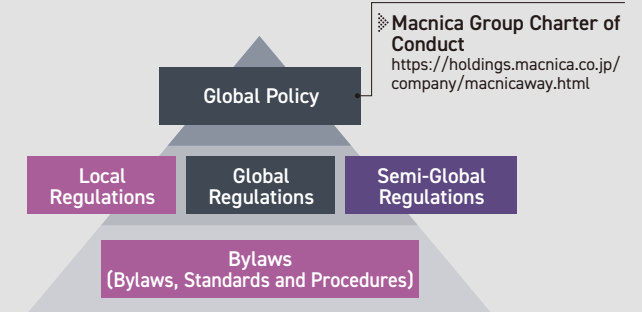 Macnica Group Charter of
Conduct
https://holdings.macnica.co.jp/
company/macnicaway.html
Global Policy
Local
Regulations
Global
Regulations
Semi-Global
Regulations
Bylaws
(Bylaws, Standards and Procedures)